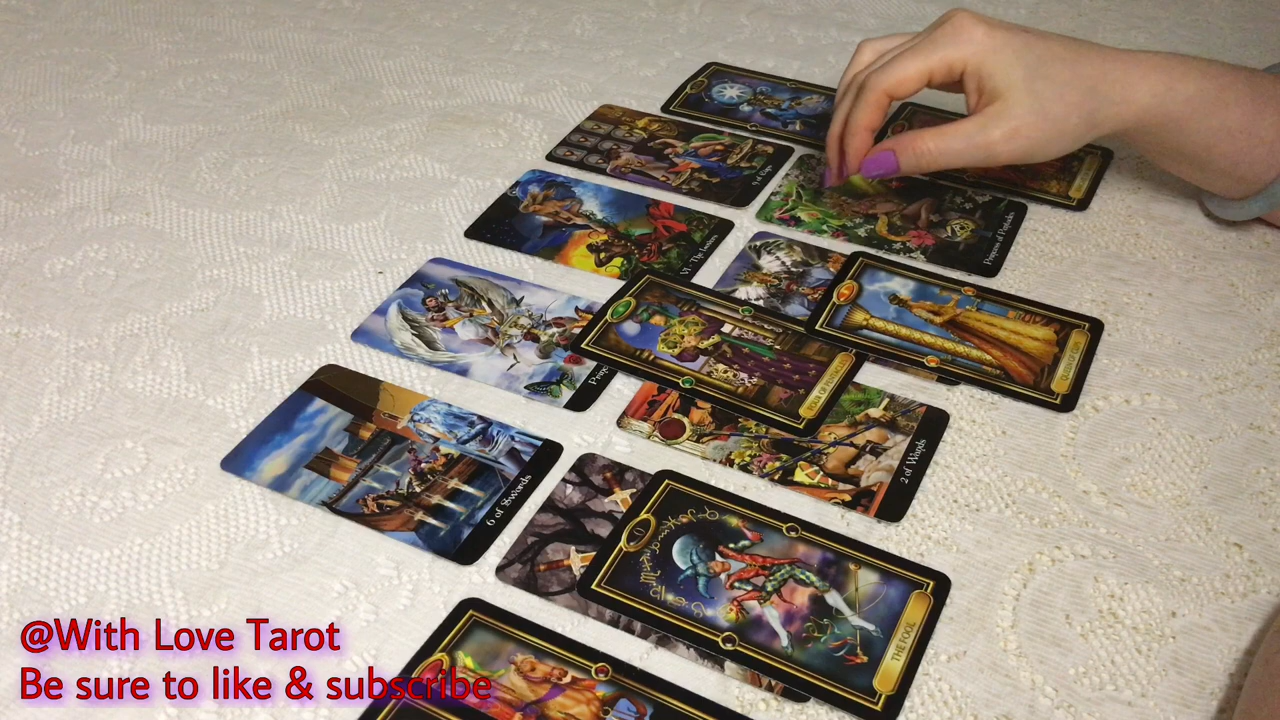 9 of Cups
VI - The Lovers
Princess of Pentacles
6 of Swords
2 of Wands
0
THE FOOL
@With Love Tarot
Be sure to like & subscribe